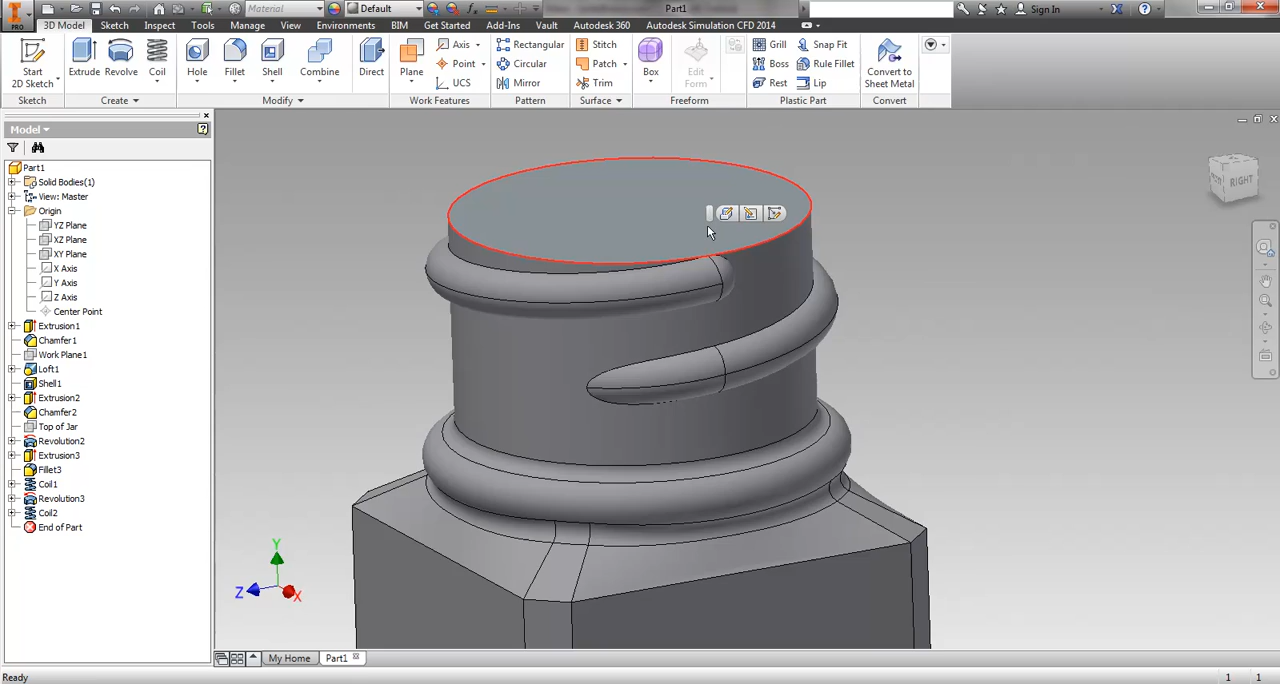 PRO
Material
Default
Part1
Sign In
3D Model
Sketch
Inspect
Tools
Manage
View
Environments
BIM
Get Started
Add-Ins
Vault
Autodesk 360
Autodesk Simulation CFD 2014
Start
2D Sketch
Extrude
Revolve
Coil
Hole
Fillet
Shell
Combine
Direct
Plane
Axis
Point
UCS
Rectangular
Circular
Mirror
Stitch
Patch
Trim
Box
Edit
Form
Grill
Boss
Rest
Snap Fit
Rule Fillet
Lip
Convert to
Sheet Metal
Sketch
Create
Modify
Work Features
Pattern
Surface
Freeform
Plastic Part
Convert
Model
Part1
Solid Bodies(1)
View: Master
Origin
YZ Plane
XZ Plane
XY Plane
X Axis
Y Axis
Z Axis
Center Point
Extrusion1
Chamfer1
Work Plane1
Loft1
Shell1
Extrusion2
Chamfer2
Top of Jar
Revolution2
Extrusion3
Fillet3
Coil1
Revolution3
Coil2
End of Part
RIGHT
Y
Z
X
My Home
Part1
Ready
1
1